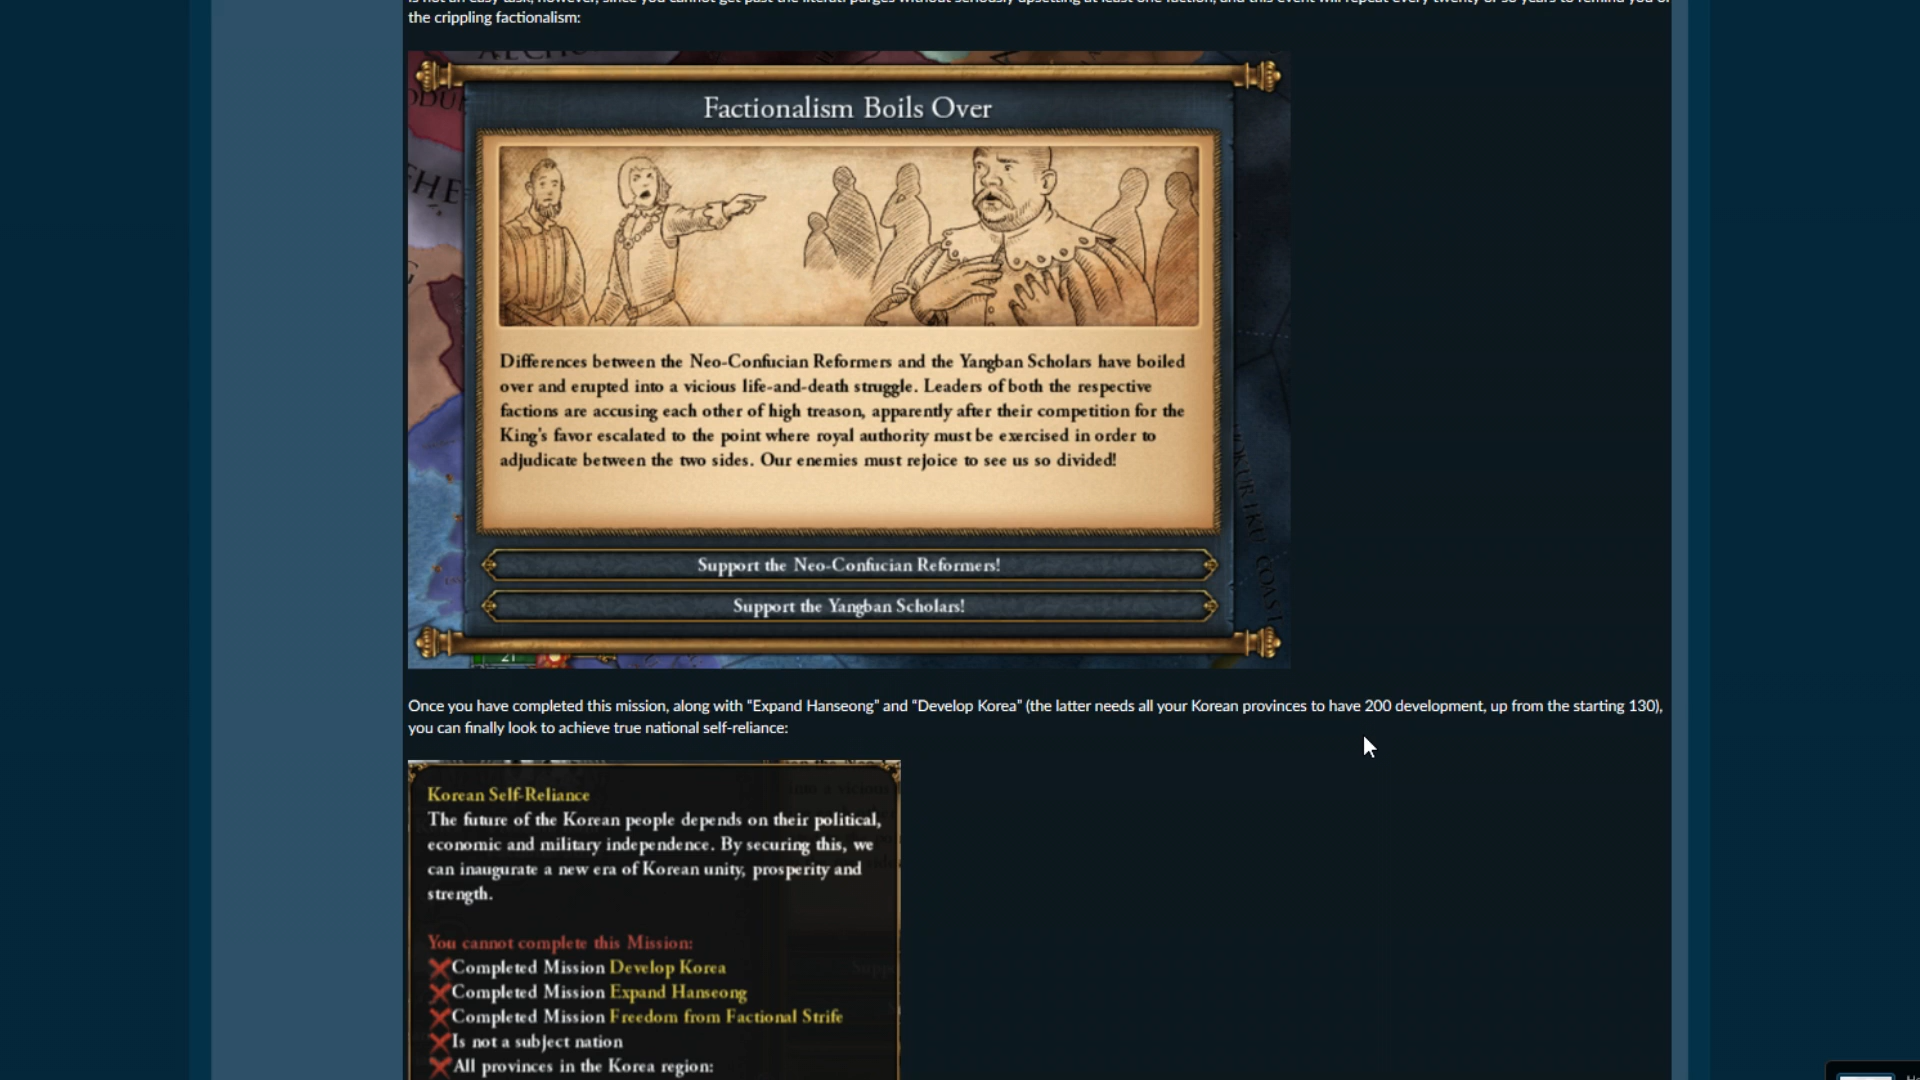 the crippling factionalism:
Factionalism Boils Over
Differences between the Neo-Confucian Reformers and the Yangban Scholars have boiled
over and erupted into a vicious life-and-death struggle. Leaders of both the respective
factions are accusing each other of high treason, apparently after their competition for the
King's favor escalated to the point where royal authority must be exercised in order to
adjudicate between the two sides. Our enemies must rejoice to see us so divided!
Support the Neo-Confucian Reformers!
Support the Yangban Scholars!
21
Once you have completed this mission, along with “Expand Hanseong” and “Develop Korea” (the latter needs all your Korean provinces to have 200 development, up from the starting 130),
you can finally look to achieve true national self-reliance:
Korean Self-Reliance
The future of the Korean people depends on their political,
economic and military independence. By securing this, we
can inaugurate a new era of Korean unity, prosperity and
strength.
You cannot complete this Mission:
Completed Mission Develop Korea
Completed Mission Expand Hanseong
Completed Mission Freedom from Factional Strife
Is not a subject nation
All provinces in the Korea region: